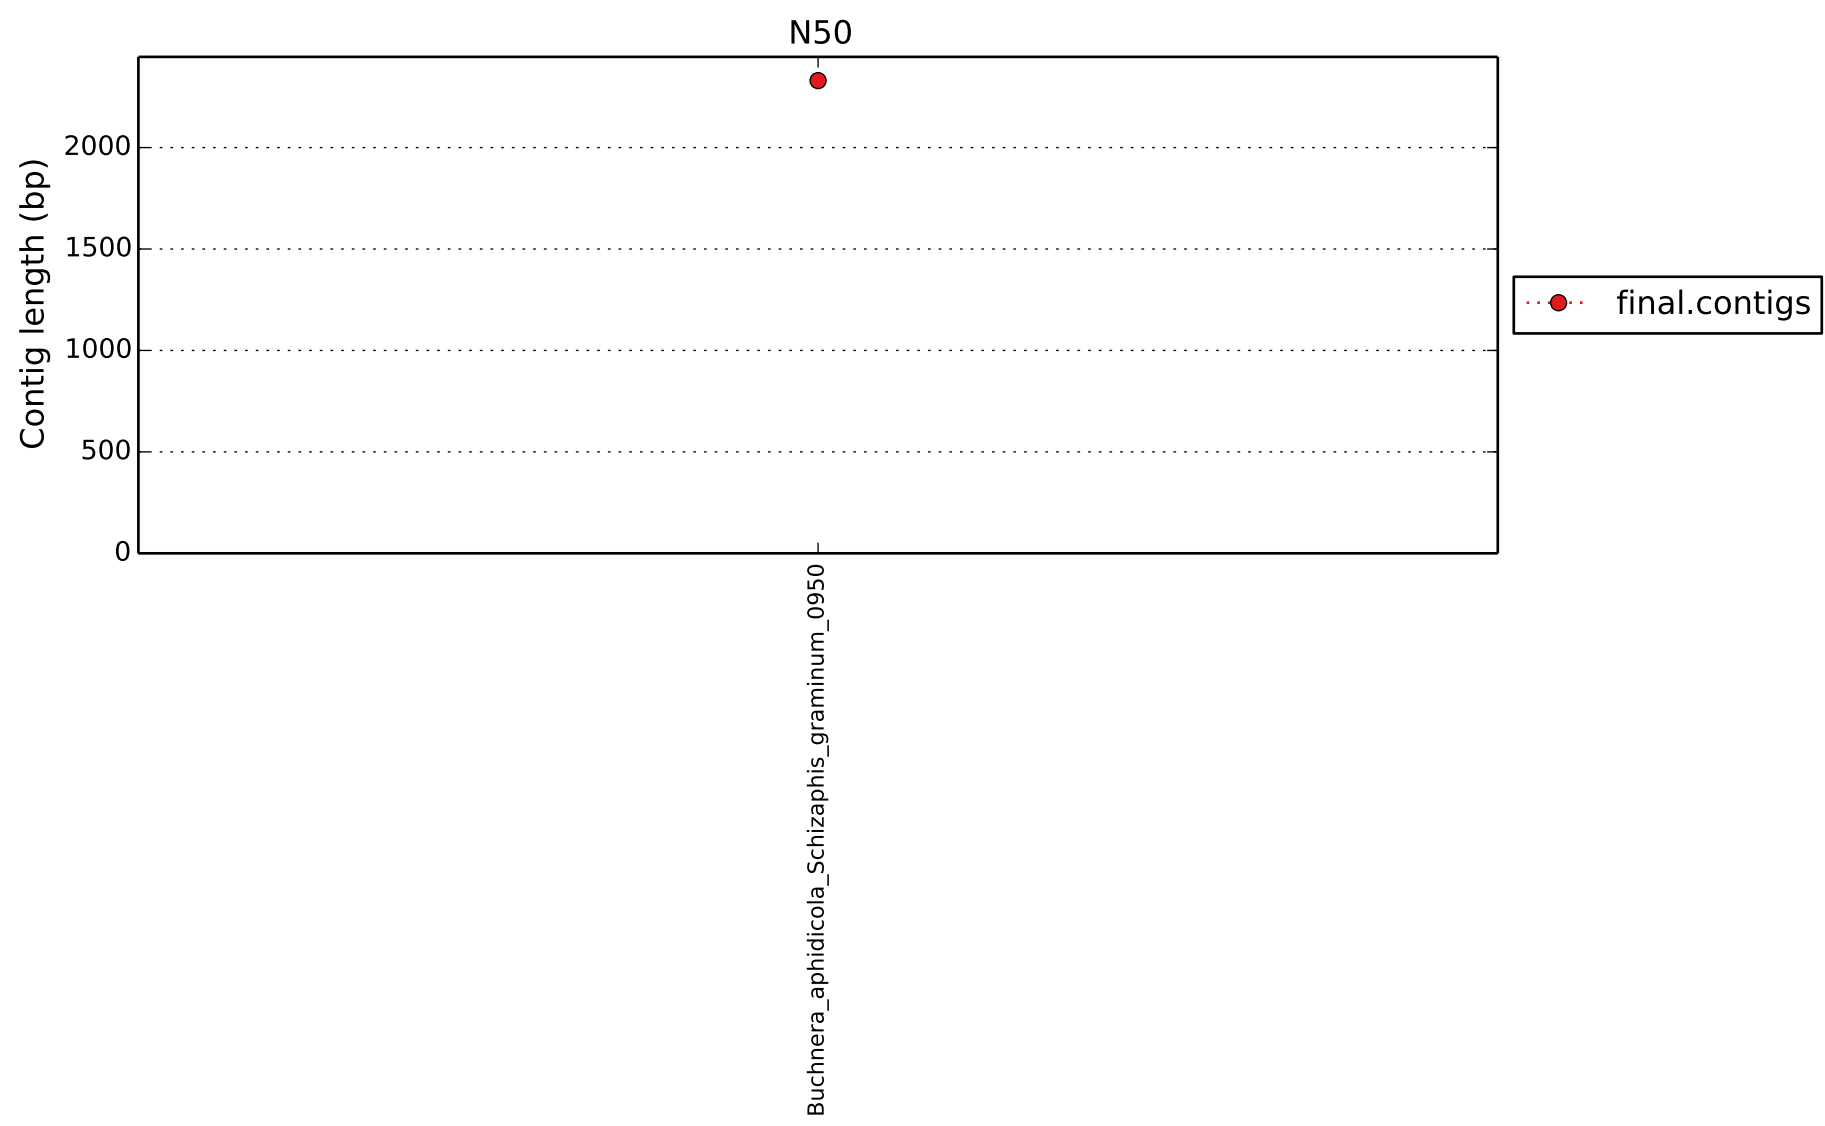 N50
Contig length (bp)
2000
1500
1000
500
0
final.contigs
Buchnera_aphidicola_Schizaphis_graminum_0950